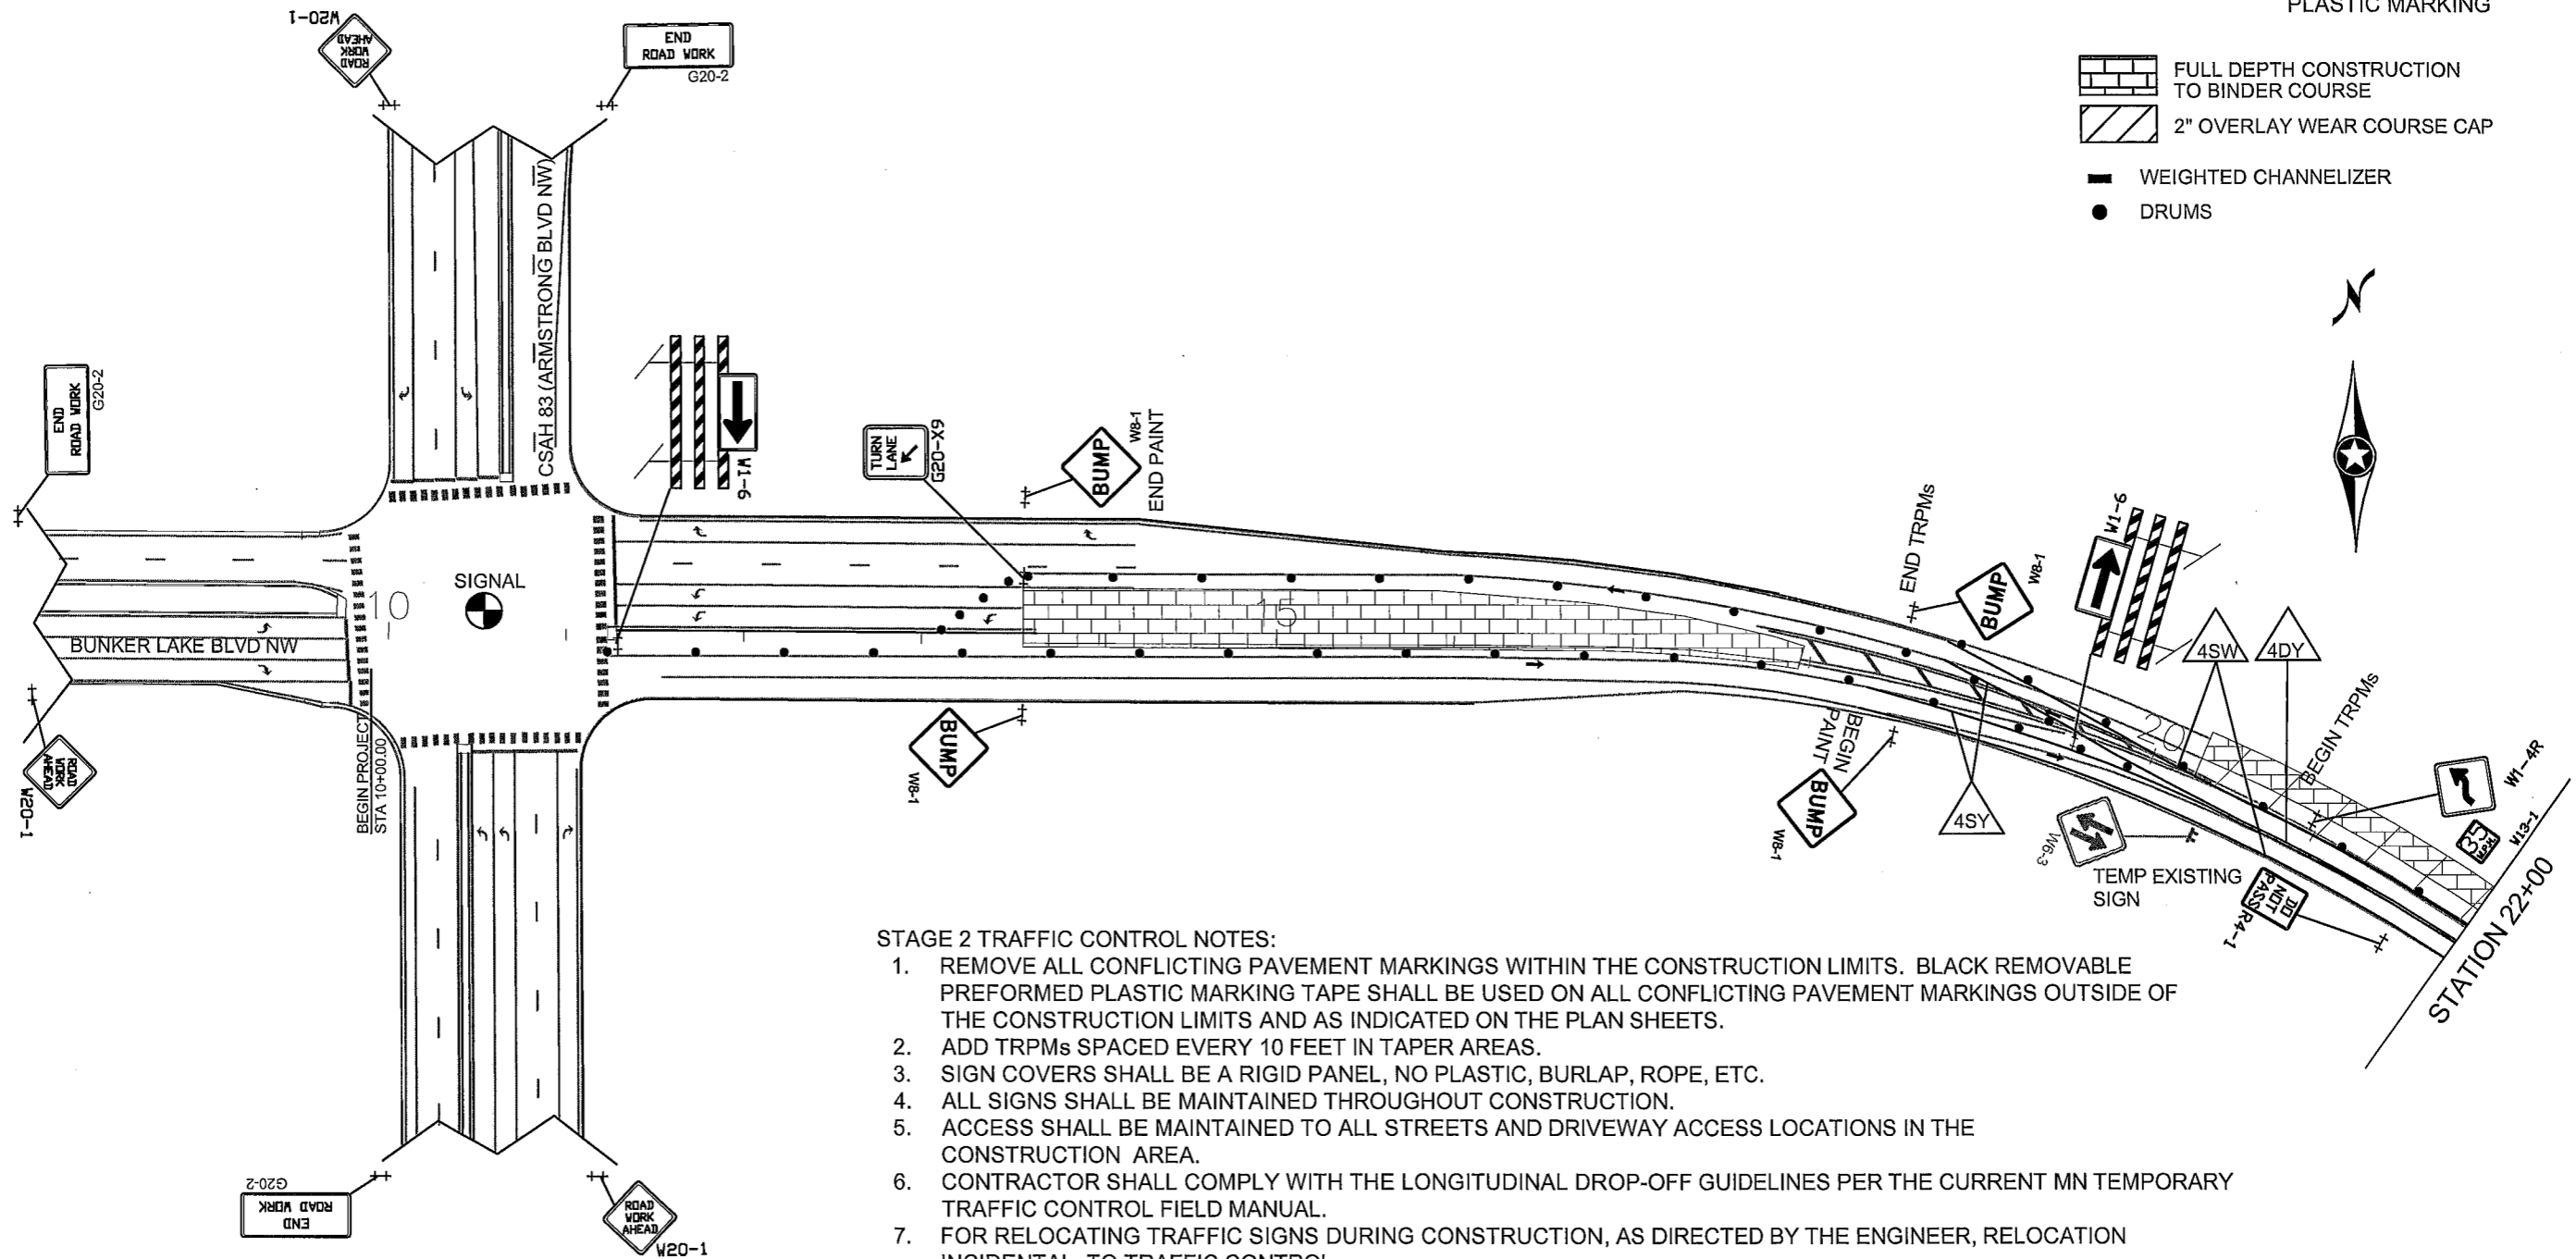 PLASTIC MARKING
FULL DEPTH CONSTRUCTION
TO BINDER COURSE
2" OVERLAY WEAR COURSE CAP
WEIGHTED CHANNELIZER
DRUMS
N
W20-1
ROAD
WORK
AHEAD
END
ROAD WORK
G20-2
CSAH 83 (ARMSTRONG BLVD NW)
END
ROAD WORK
G20-2
W1-6
TURN
LANE
G20-X9
BUMP
W8-1
END PAINT
END TRPMs
BUMP
W8-1
W1-6
4SW
4DY
SIGNAL
10
15
20
BUNKER LAKE BLVD NW
BEGIN PROJECT
STA 10+00.00
ROAD
WORK
AHEAD
W20-1
BUMP
W8-1
BEGIN
PAINT
BUMP
W8-1
4SY
W6-3
TEMP EXISTING
SIGN
BEGIN TRPMs
W1-4R
35
M.P.H.
W13-1
DO
NOT
PASS
R4-1
STATION 22+00
G20-2
END
ROAD WORK
ROAD
WORK
AHEAD
W20-1
STAGE 2 TRAFFIC CONTROL NOTES:
1. REMOVE ALL CONFLICTING PAVEMENT MARKINGS WITHIN THE CONSTRUCTION LIMITS. BLACK REMOVABLE
PREFORMED PLASTIC MARKING TAPE SHALL BE USED ON ALL CONFLICTING PAVEMENT MARKINGS OUTSIDE OF
THE CONSTRUCTION LIMITS AND AS INDICATED ON THE PLAN SHEETS.
2. ADD TRPMs SPACED EVERY 10 FEET IN TAPER AREAS.
3. SIGN COVERS SHALL BE A RIGID PANEL, NO PLASTIC, BURLAP, ROPE, ETC.
4. ALL SIGNS SHALL BE MAINTAINED THROUGHOUT CONSTRUCTION.
5. ACCESS SHALL BE MAINTAINED TO ALL STREETS AND DRIVEWAY ACCESS LOCATIONS IN THE
CONSTRUCTION AREA.
6. CONTRACTOR SHALL COMPLY WITH THE LONGITUDINAL DROP-OFF GUIDELINES PER THE CURRENT MN TEMPORARY
TRAFFIC CONTROL FIELD MANUAL.
7. FOR RELOCATING TRAFFIC SIGNS DURING CONSTRUCTION, AS DIRECTED BY THE ENGINEER, RELOCATION
INCIDENTAL TO TRAFFIC CONTROL